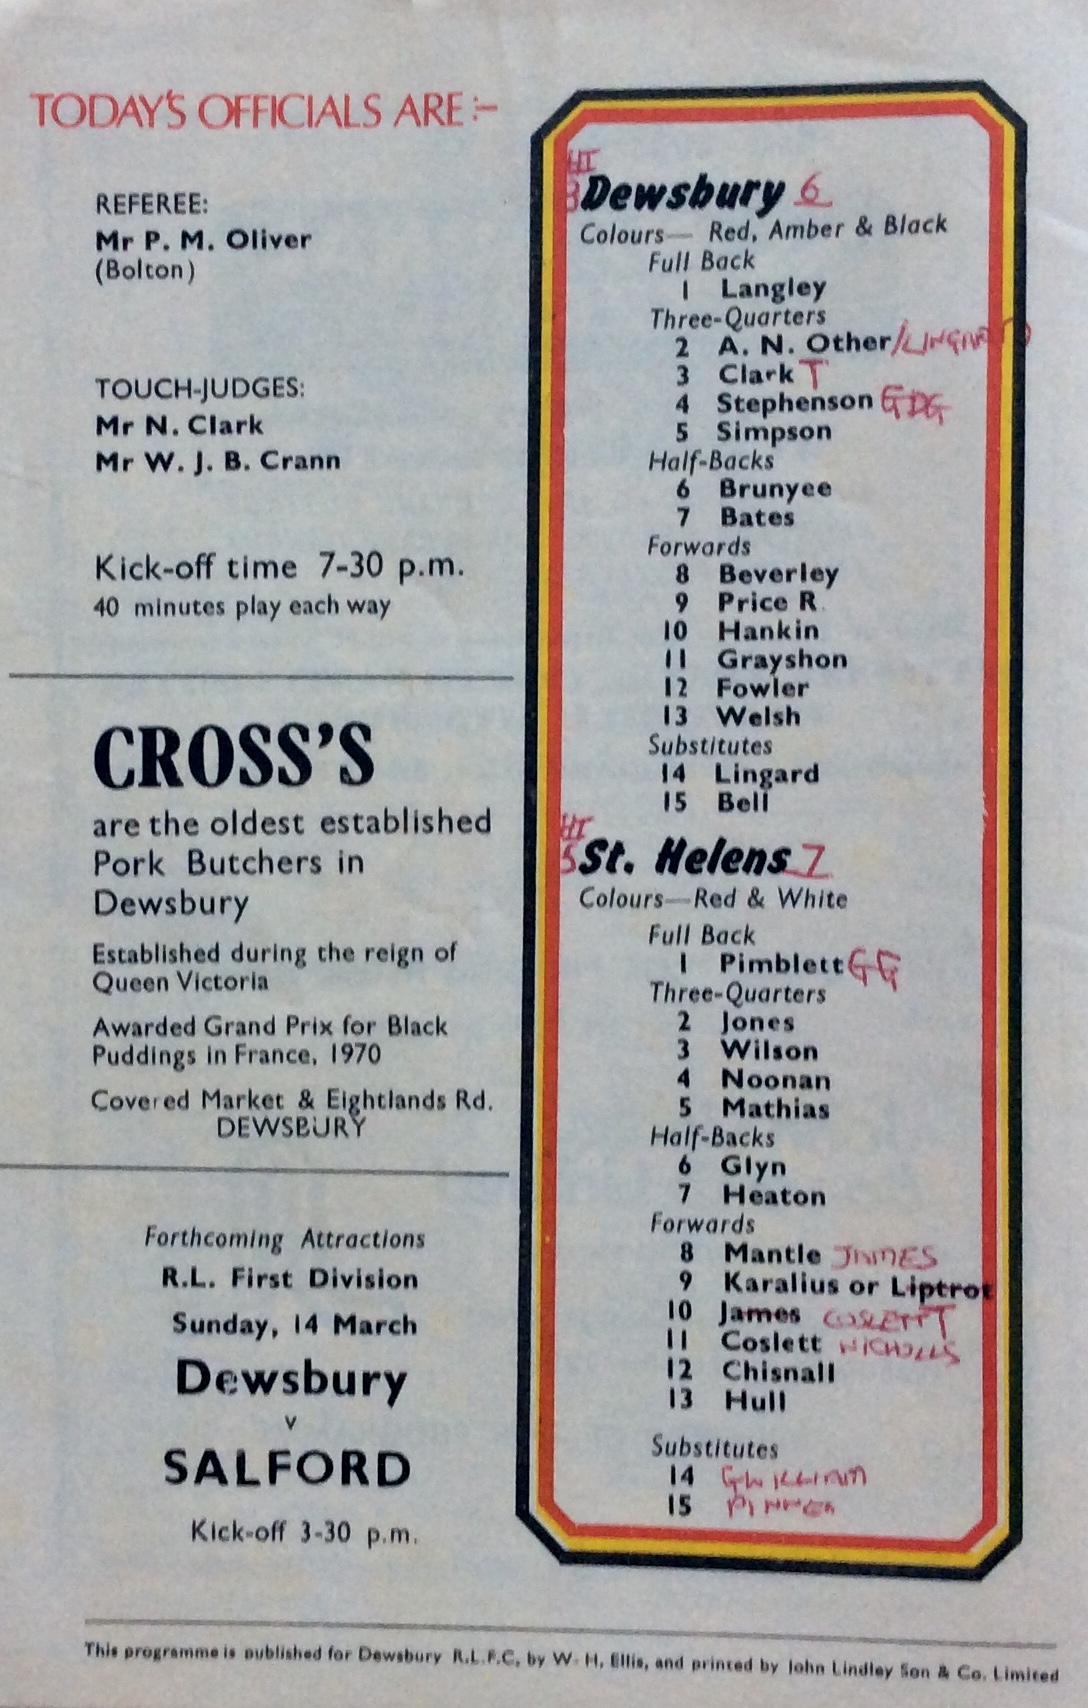 TODAY'S OFFICIALS ARE :-
REFEREE:
Mr P. M. Oliver
(Bolton)
TOUCH-JUDGES:
Mr N. Clark
Mr W. J. B. Crann
Kick-off time 7-30 p.m.
40 minutes play each way
CROSS'S
are the oldest established
Pork Butchers in
Dewsbury
Established during the reign of
Queen Victoria
Awarded Grand Prix for Black
Puddings in France, 1970
Covered Market & Eightlands Rd.
DEWSBURY
Forthcoming Attractions
R.L. First Division
Sunday, 14 March
Dewsbury
v
SALFORD
Kick-off 3-30 p.m.
HT
3 Dewsbury 6
Colours— Red, Amber & Black
Full Back
1 Langley
Three-Quarters
2 A. N. Other /LINGARD
3 Clark T
4 Stephenson G DG
5 Simpson
Half-Backs
6 Brunyee
7 Bates
Forwards
8 Beverley
9 Price R.
10 Hankin
11 Grayshon
12 Fowler
13 Welsh
Substitutes
14 Lingard
15 Bell
HT
5 St. Helens 7
Colours—Red & White
Full Back
1 Pimblett G G
Three-Quarters
2 Jones
3 Wilson
4 Noonan
5 Mathias
Half-Backs
6 Glyn
7 Heaton
Forwards
8 Mantle JAMES
9 Karalius or Liptrot
10 James COSLETT T
11 Coslett NICHOLLS
12 Chisnall
13 Hull
Substitutes
14 GWILLIAM
15 PINNER
This programme is published for Dewsbury R.L.F.C, by W. H. Ellis, and printed by John Lindley Son & Co. Limited